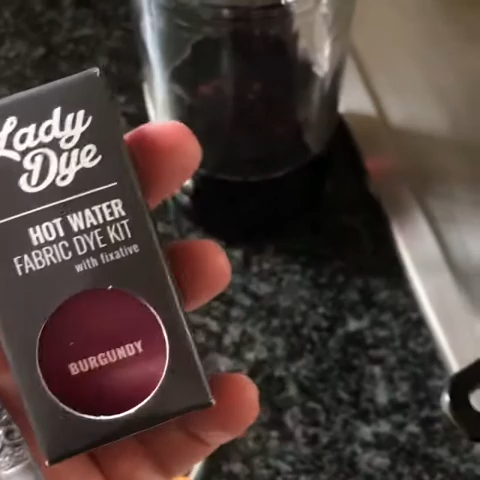 Lady
Dye
HOT WATER
FABRIC DYE KIT
with fixative
BURGUNDY